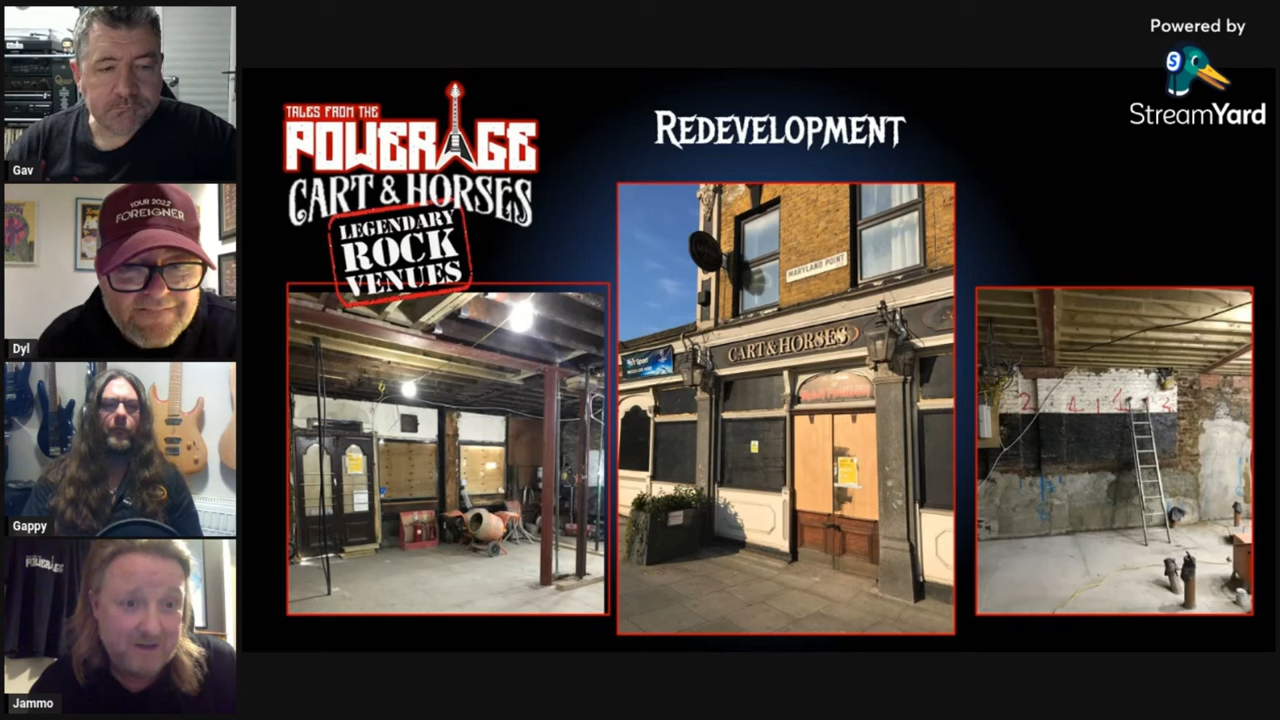 Powered by
StreamYard
TALES FROM THE
POWERAGE
CART & HORSES
LEGENDARY
ROCK
VENUES
REDEVELOPMENT
MARYLAND POINT
CART & HORSES
Gav
TOUR 2022
FOREIGNER
Dyl
Gappy
POWERAGE
Jammo